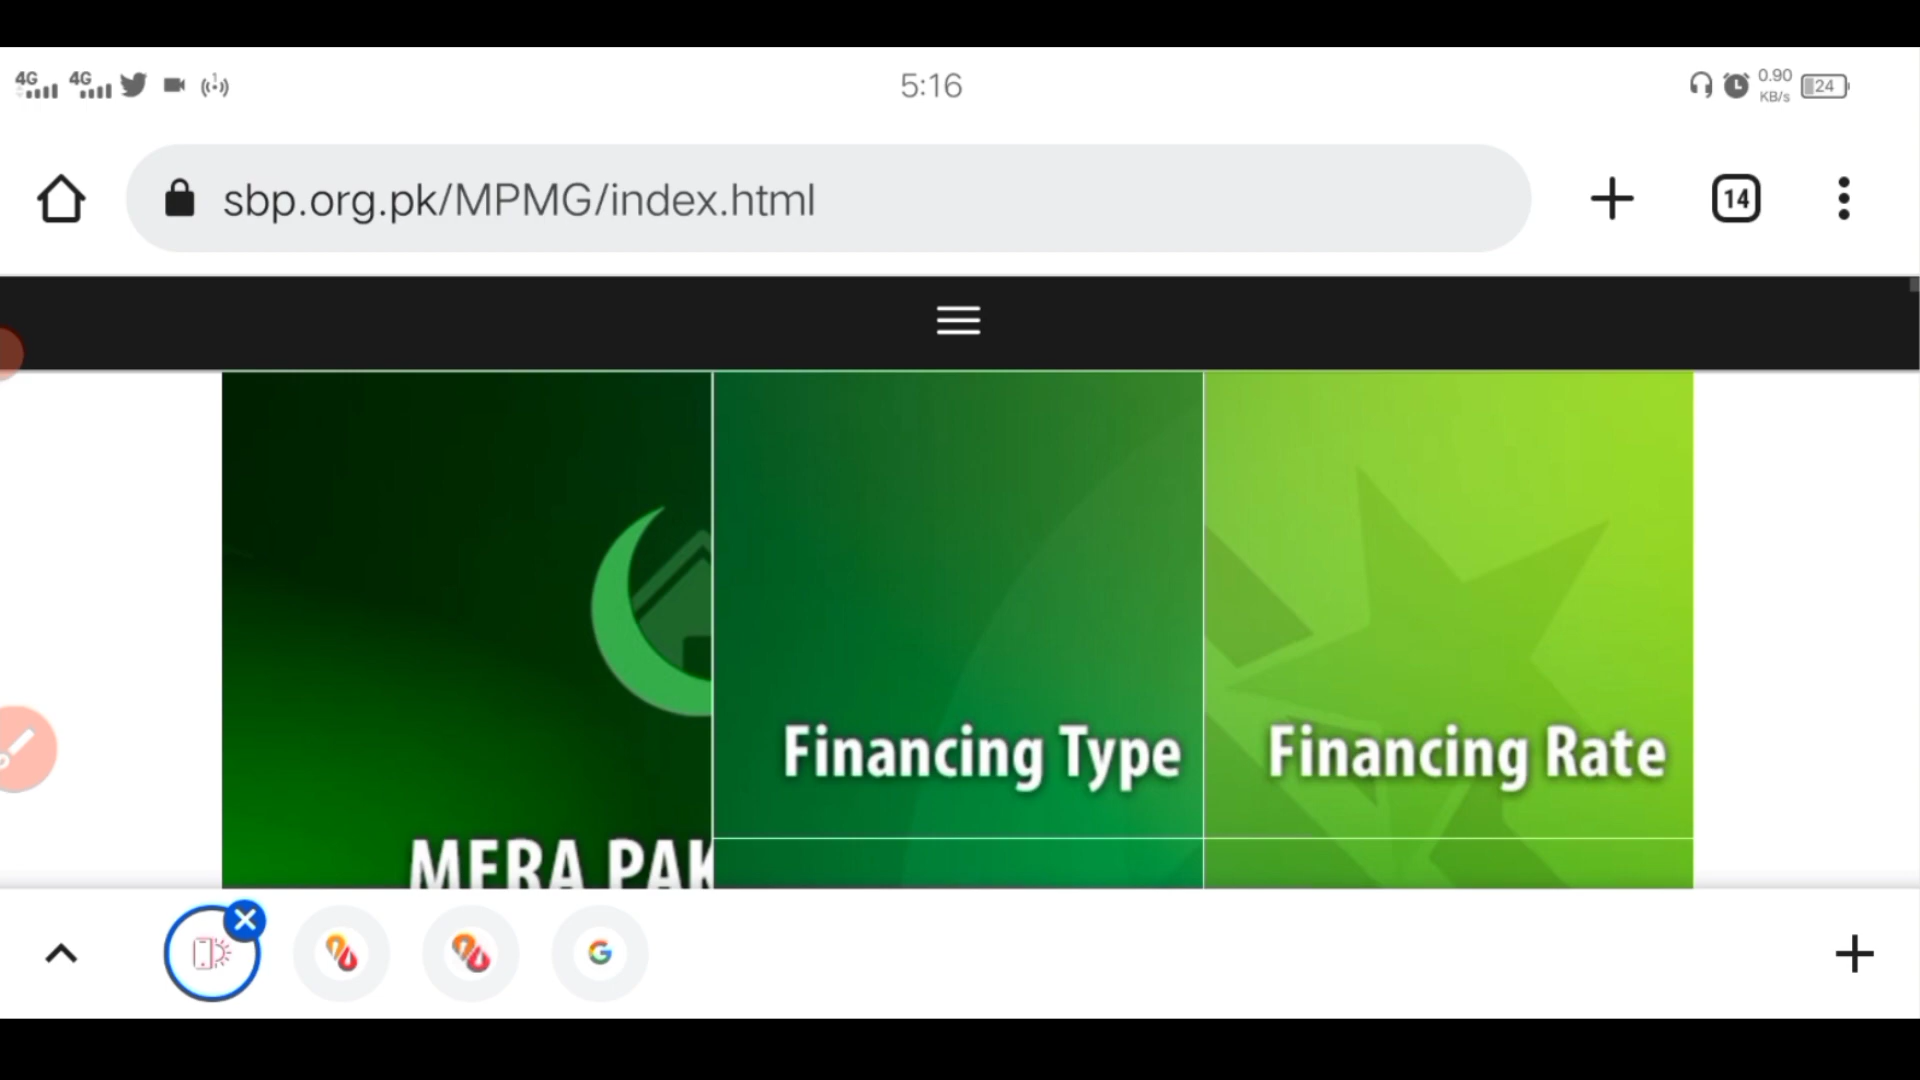 4G 4G 5:16 0.90 KB/s 24
sbp.org.pk/MPMG/index.html 14
Financing Type Financing Rate
MERA PAK